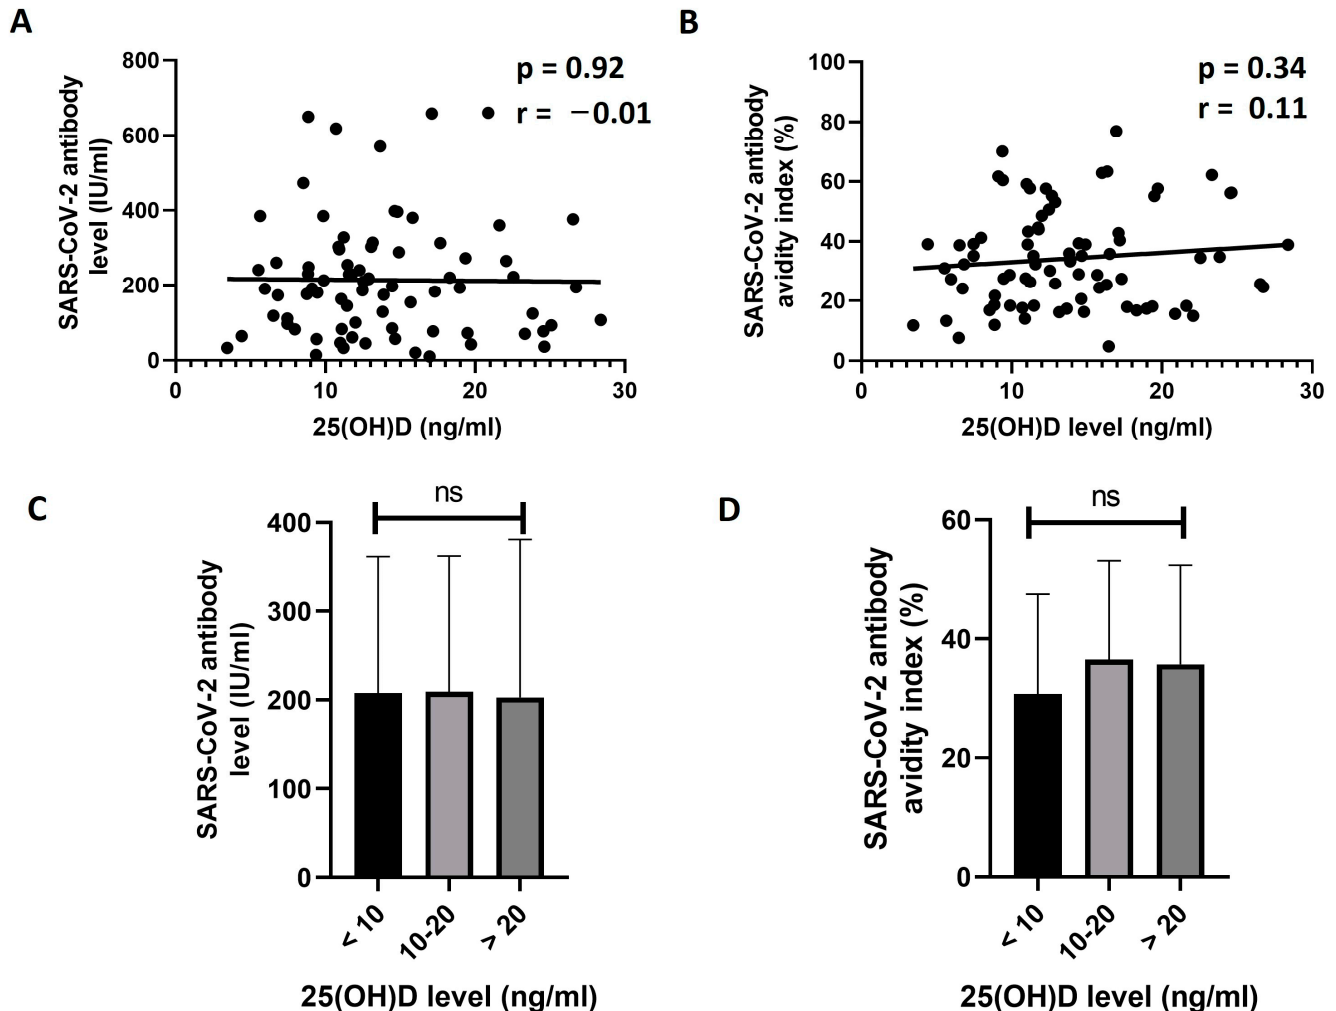 A
SARS-CoV-2 antibody
level (IU/ml)
800
600
400
200
0
p = 0.92
r = −0.01
0
10
20
30
25(OH)D (ng/ml)
B
SARS-CoV-2 antibody
avidity index (%)
100
80
60
40
20
0
p = 0.34
r = 0.11
0
10
20
30
25(OH)D level (ng/ml)
C
SARS-CoV-2 antibody
level (IU/ml)
400
300
200
100
0
ns
< 10
10-20
> 20
25(OH)D level (ng/ml)
D
SARS-CoV-2 antibody
avidity index (%)
60
40
20
0
ns
< 10
10-20
> 20
25(OH)D level (ng/ml)